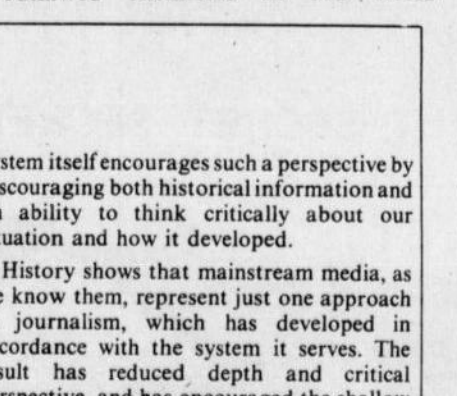 stem itself encourages such a perspective by
scouraging both historical information and
ability to think critically about our
uation and how it developed.
History shows that mainstream media, as
e know them, represent just one approach
journalism, which has developed in
cordance with the system it serves. The
sult has reduced depth and critical
rspective, and has encouraged the shallow